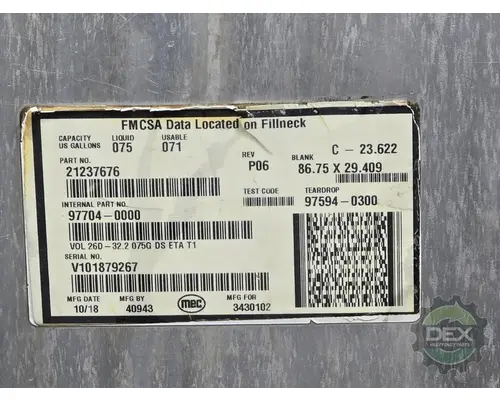 FMCSA Data Located on Fillneck
CAPACITY LIQUID USABLE
US GALLONS 075 071
C - 23.622
PART NO. REV BLANK
21237676 P06 86.75 X 29.409
INTERNAL PART NO. TEST CODE TEARDROP
97704-0000 97594-0300
VOL 26D-32.2 075G DS ETA T1
SERIAL NO.
V101879267
MFG DATE MFG BY mec MFG FOR
10/18 40943 3430102
DEX